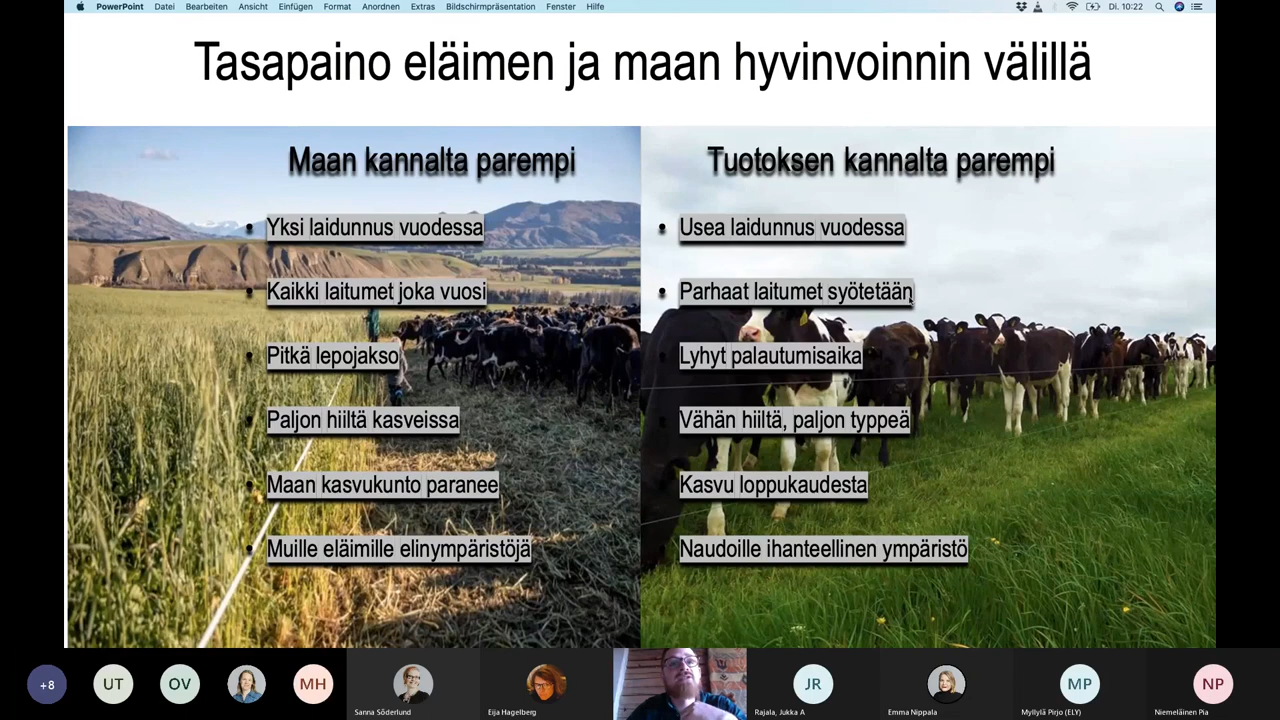 PowerPoint Datei Bearbeiten Ansicht Einfügen Format Anordnen Extras Bildschirmpräsentation Fenster Hilfe Di. 10:22
Tasapaino eläimen ja maan hyvinvoinnin välillä
Maan kannalta parempi
• Yksi laidunnus vuodessa
• Kaikki laitumet joka vuosi
• Pitkä lepojakso
• Paljon hiiltä kasveissa
• Maan kasvukunto paranee
• Muille eläimille elinympäristöjä
Tuotoksen kannalta parempi
• Usea laidunnus vuodessa
• Parhaat laitumet syötetään
• Lyhyt palautumisaika
• Vähän hiiltä, paljon typpeä
Kasvu loppukaudesta
Naudoille ihanteellinen ympäristö
+8 UT OV MH JR MP NP
Sanna Söderlund Eija Hagelberg Rajala, Jukka A Emma Nippala Myllylä Pirjo (ELY) Niemeläinen Pia